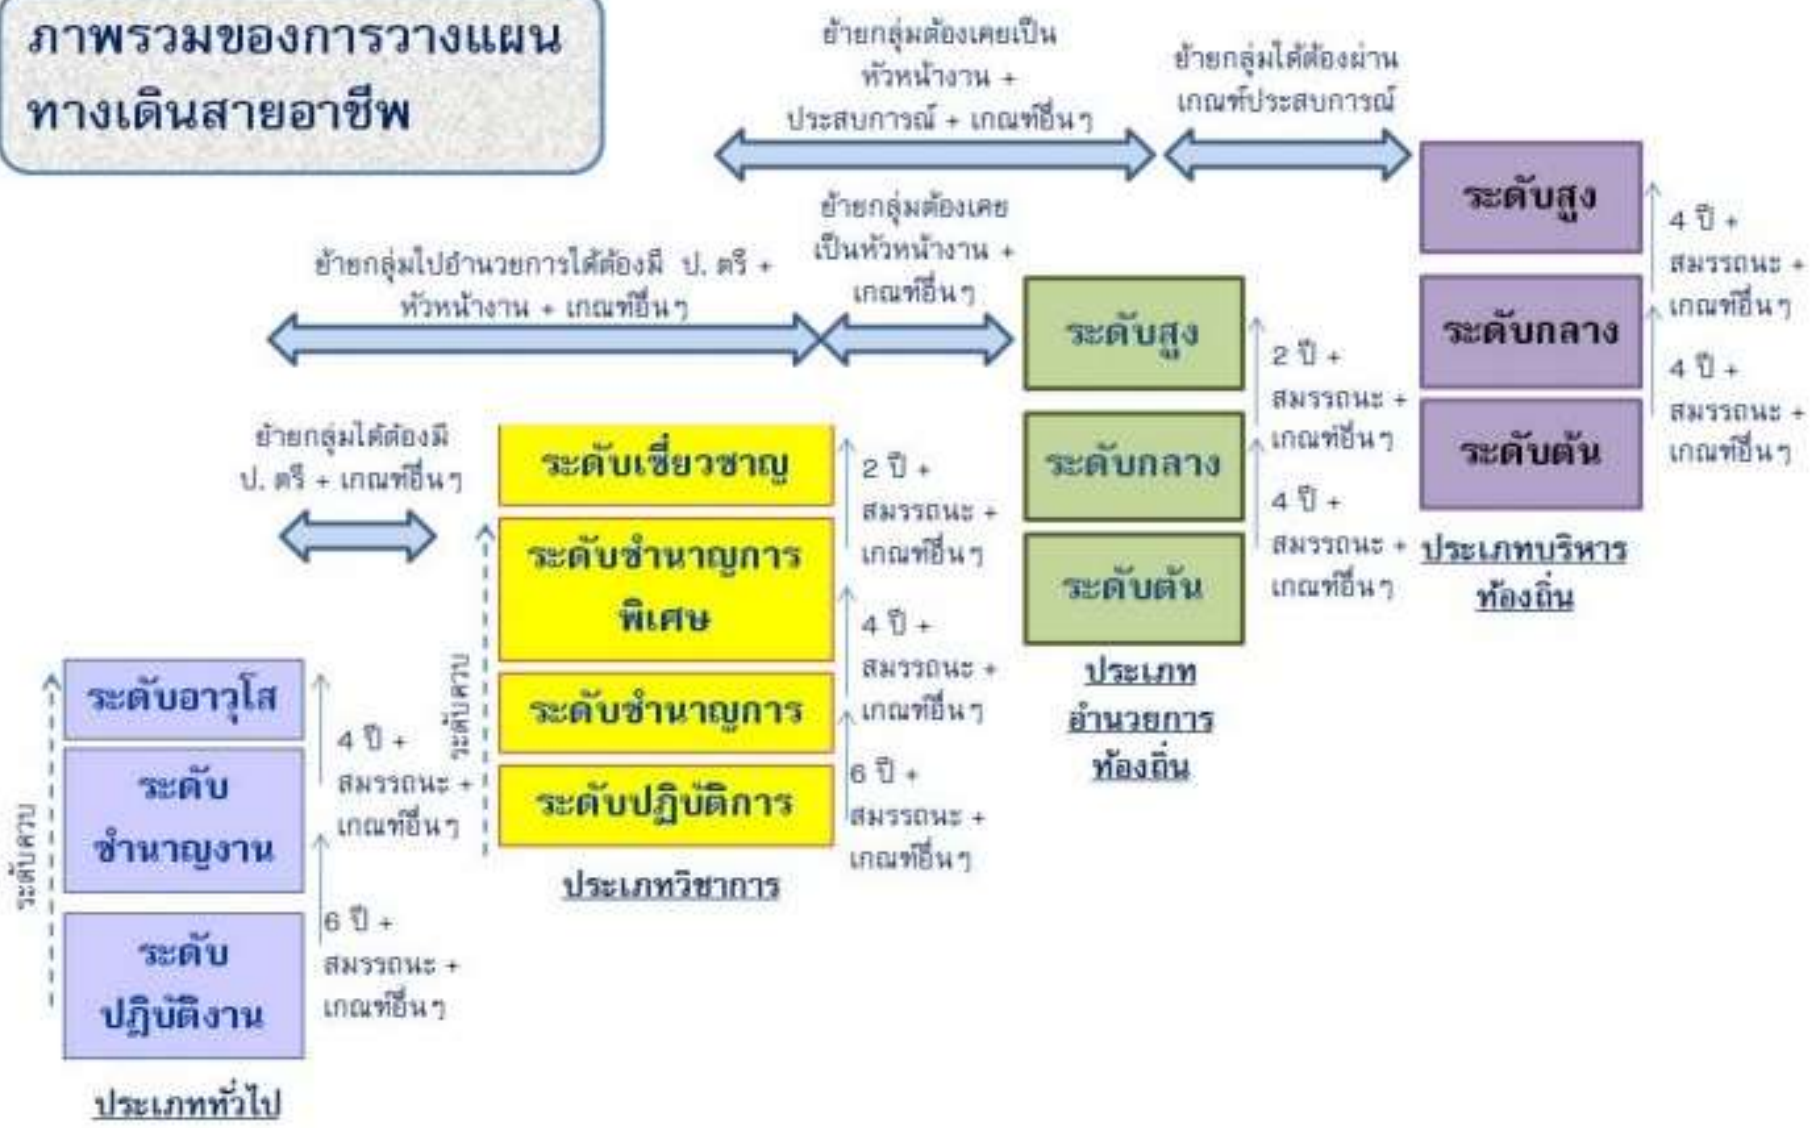 ภาพรวมของการวางแผน
ทางเดินสายอาชีพ
ย้ายกลุ่มต้องเคยเป็น
หัวหน้างาน +
ประสบการณ์ + เกณฑ์อื่นๆ
ย้ายกลุ่มได้ต้องผ่าน
เกณฑ์ประสบการณ์
ย้ายกลุ่มไปอำนวยการได้ต้องมี ป. ตรี +
หัวหน้างาน + เกณฑ์อื่นๆ
ย้ายกลุ่มต้องเคย
เป็นหัวหน้างาน +
เกณฑ์อื่นๆ
ย้ายกลุ่มได้ต้องมี
ป. ตรี + เกณฑ์อื่นๆ
ระดับควบ
ระดับอาวุโส
ระดับ
ชำนาญงาน
ระดับ
ปฏิบัติงาน
4 ปี +
สมรรถนะ +
เกณฑ์อื่นๆ
6 ปี +
สมรรถนะ +
เกณฑ์อื่นๆ
ประเภททั่วไป
ระดับควบ
ระดับเชี่ยวชาญ
ระดับชำนาญการ
พิเศษ
ระดับชำนาญการ
ระดับปฏิบัติการ
2 ปี +
สมรรถนะ +
เกณฑ์อื่นๆ
4 ปี +
สมรรถนะ +
เกณฑ์อื่นๆ
6 ปี +
สมรรถนะ +
เกณฑ์อื่นๆ
ประเภทวิชาการ
ระดับสูง
ระดับกลาง
ระดับต้น
2 ปี +
สมรรถนะ +
เกณฑ์อื่นๆ
4 ปี +
สมรรถนะ +
เกณฑ์อื่นๆ
ประเภท
อำนวยการ
ท้องถิ่น
ระดับสูง
ระดับกลาง
ระดับต้น
4 ปี +
สมรรถนะ +
เกณฑ์อื่นๆ
4 ปี +
สมรรถนะ +
เกณฑ์อื่นๆ
ประเภทบริหาร
ท้องถิ่น